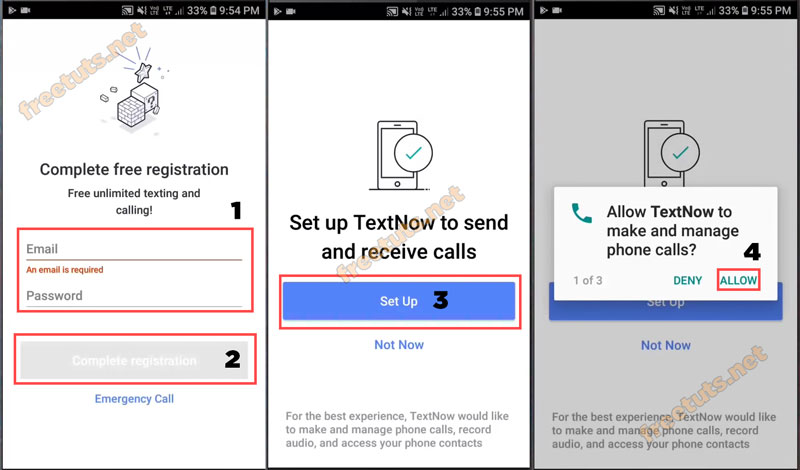 33% 9:54 PM
freetuts.net
Complete free registration
Free unlimited texting and
calling!
1
Email
An email is required
Password
Complete registration
2
Emergency Call
33% 9:55 PM
Set up TextNow to send
and receive calls
freetuts.net
Set Up
3
Not Now
For the best experience, TextNow would like
to make and manage phone calls, record
audio, and access your phone contacts
33% 9:55 PM
Allow TextNow to
make and manage
phone calls?
4
1 of 3
DENY
ALLOW
Set Up
Not Now
freetuts.net
For the best experience, TextNow would like
to make and manage phone calls, record
audio, and access your phone contacts